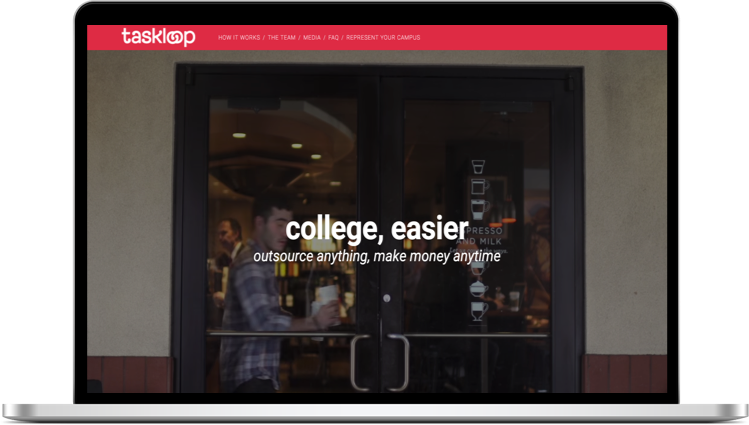 taskloop
HOW IT WORKS / THE TEAM / MEDIA / FAQ / REPRESENT YOUR CAMPUS
college, easier
outsource anything, make money anytime
PRESSO
AND MILK